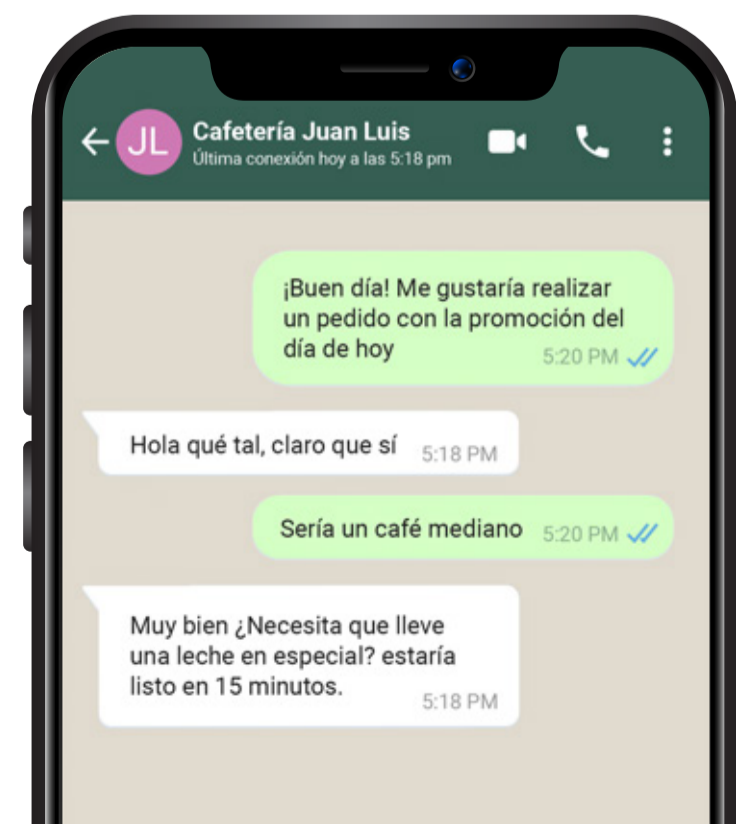 JL
Cafetería Juan Luis
Última conexión hoy a las 5:18 pm
¡Buen día! Me gustaría realizar
un pedido con la promoción del
día de hoy 5:20 PM
Hola qué tal, claro que sí 5:18 PM
Sería un café mediano 5:20 PM
Muy bien ¿Necesita que lleve
una leche en especial? estaría
listo en 15 minutos.
5:18 PM